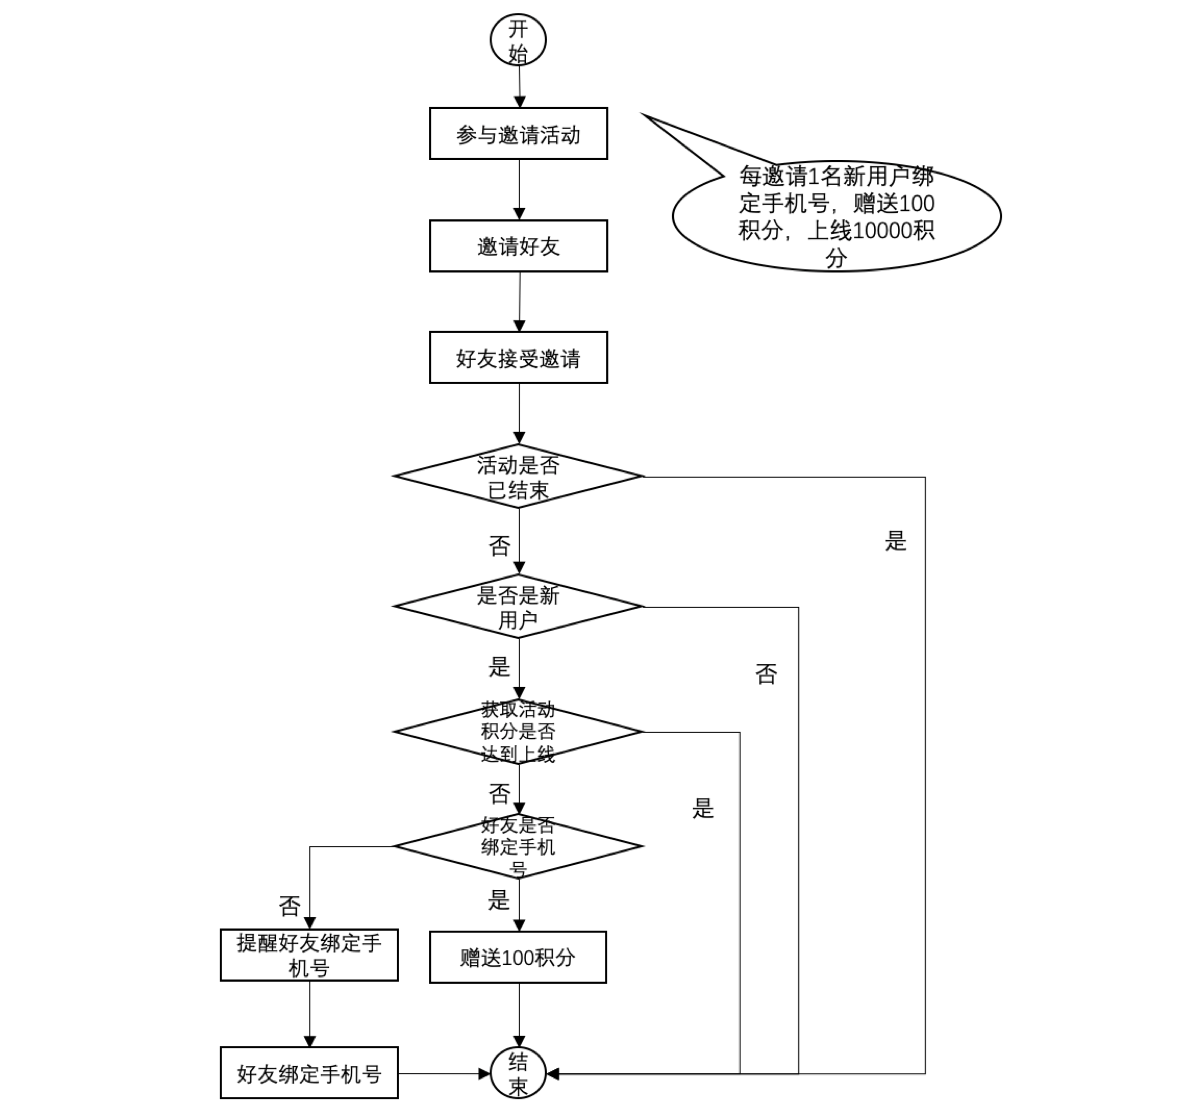 开
始
参与邀请活动
每邀请1名新用户绑
定手机号，赠送100
积分，上线10000积
分
邀请好友
好友接受邀请
活动是否
已结束
是
否
是否是新
用户
否
是
获取活动
积分是否
达到上线
是
否
好友是否
绑定手机
号
否
是
提醒好友绑定手
机号
赠送100积分
好友绑定手机号
结
束